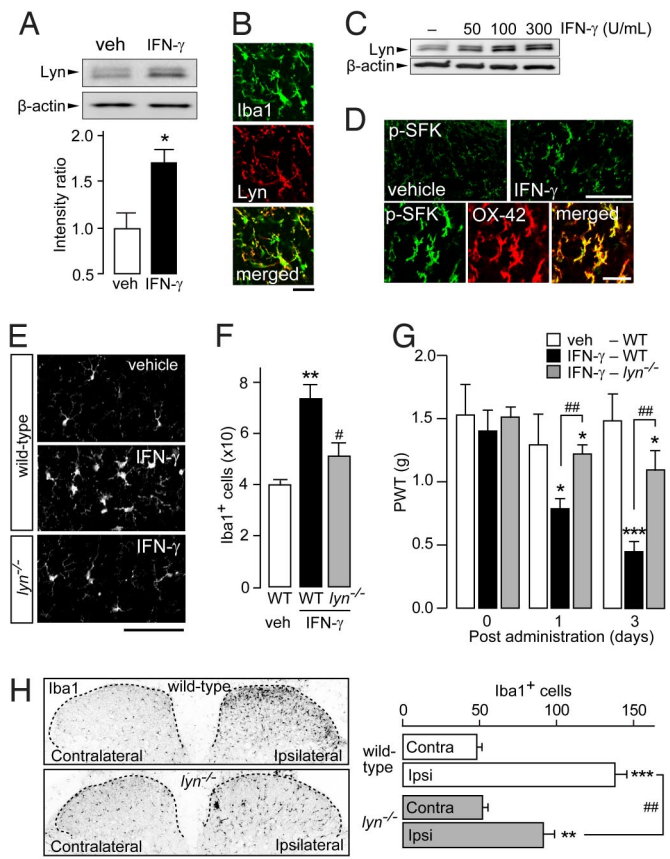 A
veh IFN-γ
Lyn
β-actin
Intensity ratio
2.0
1.5
1.0
0.5
*
veh IFN-γ
B
Iba1
Lyn
merged
C
– 50 100 300 IFN-γ (U/mL)
Lyn
β-actin
D
p-SFK
vehicle IFN-γ
p-SFK OX-42 merged
E
wild-type
vehicle
IFN-γ
lyn-/-
IFN-γ
F
Iba1+ cells (x10)
8
6
4
2
0
**
#
WT WT lyn-/-
veh IFN-γ
G
veh – WT
IFN-γ – WT
IFN-γ – lyn-/-
PWT (g)
2.0
1.5
1.0
0.5
0.0
## ##
* * *** *
0 1 3
Post administration (days)
H
Iba1 wild-type
Contralateral Ipsilateral
lyn-/-
Contralateral Ipsilateral
Iba1+ cells
0 50 100 150
wild-
type
Contra
Ipsi ***
##
lyn-/-
Contra
Ipsi **